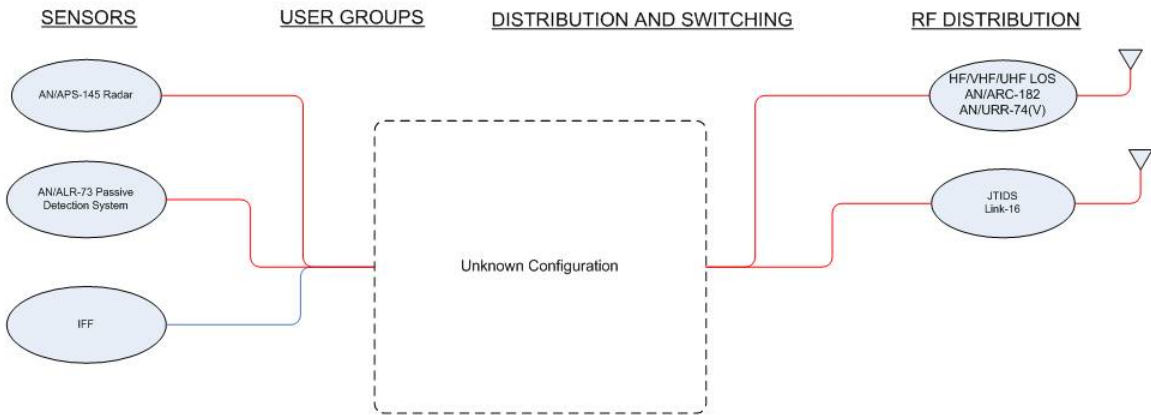 SENSORS
USER GROUPS
DISTRIBUTION AND SWITCHING
RF DISTRIBUTION
AN/APS-145 Radar
HF/VHF/UHF LOS
AN/ARC-182
AN/URR-74(V)
AN/ALR-73 Passive
Detection System
JTIDS
Link-16
Unknown Configuration
IFF